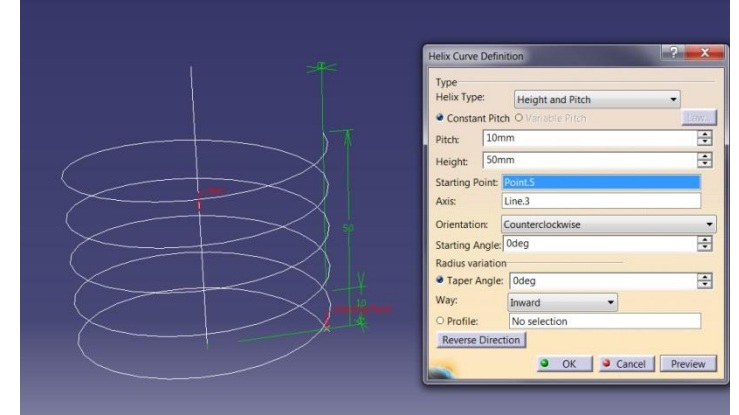 Helix Curve Definition
Type
Helix Type: Height and Pitch
Constant Pitch Variable Pitch Law...
Pitch: 10mm
Height: 50mm
Starting Point: Point.5
Axis: Line.3
Orientation: Counterclockwise
Starting Angle: 0deg
Radius variation
Taper Angle: 0deg
Way: Inward
Profile: No selection
Reverse Direction
OK Cancel Preview
50
10